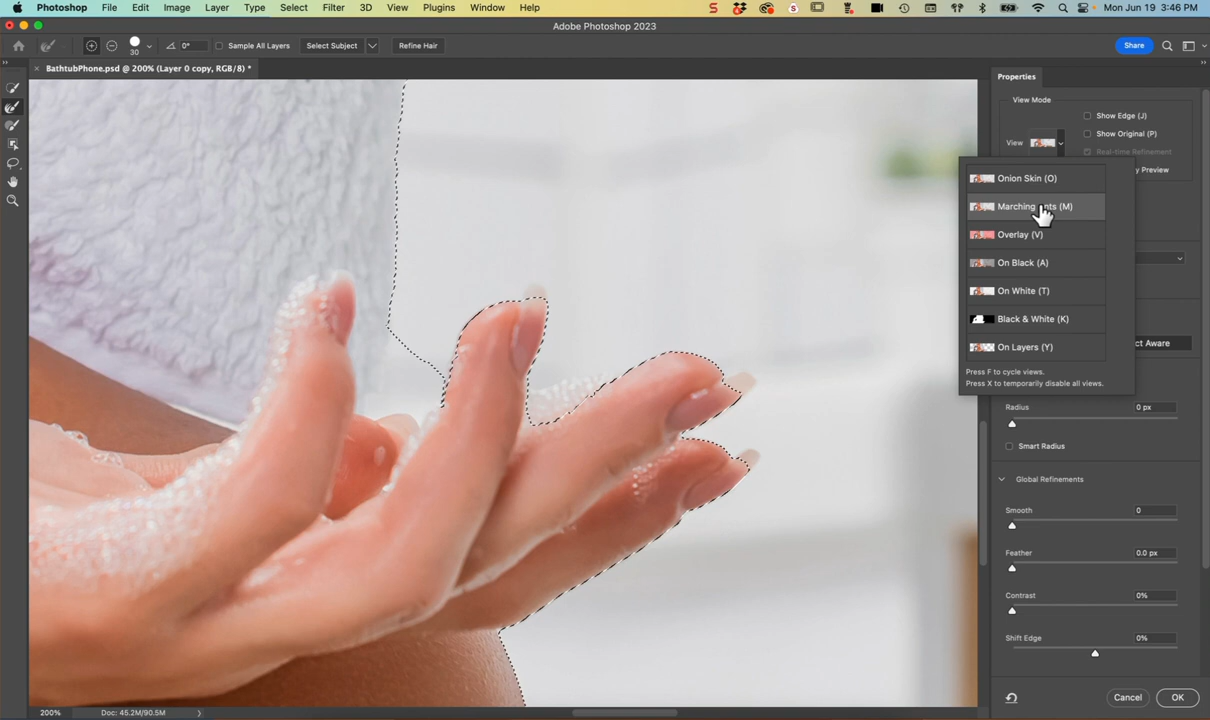 Photoshop File Edit Image Layer Type Select Filter 3D View Plugins Window Help Mon Jun 19 3:46 PM
Adobe Photoshop 2023
30 0° Sample All Layers Select Subject Refine Hair Share
× BathtubPhone.psd @ 200% (Layer 0 copy, RGB/8) *
Properties
View Mode
Show Edge (J)
Show Original (P)
View
Real-time Refinement
y Preview
Onion Skin (O)
Marching nts (M)
Overlay (V)
On Black (A)
On White (T)
Black & White (K)
On Layers (Y)
Press F to cycle views.
Press X to temporarily disable all views.
ct Aware
Radius 0 px
Smart Radius
Global Refinements
Smooth 0
Feather 0.0 px
Contrast 0%
Shift Edge 0%
Cancel OK
200% Doc: 45.2M/90.5M